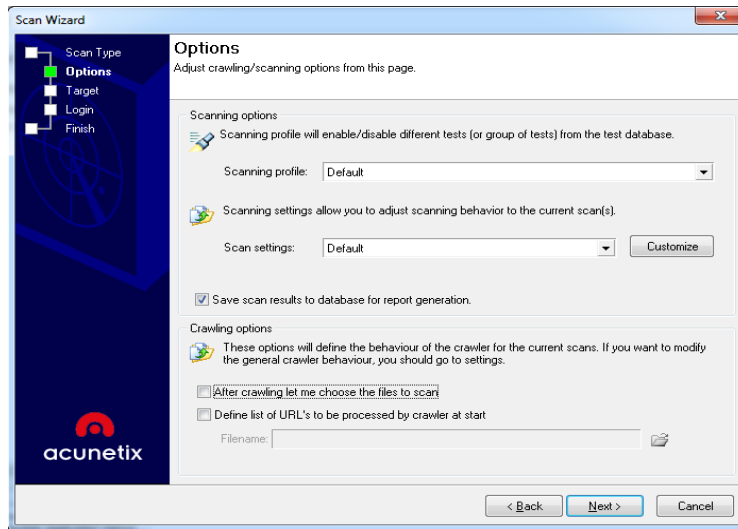 Scan Wizard
Scan Type
Options
Target
Login
Finish
acunetix
Options
Adjust crawling/scanning options from this page.
Scanning options
Scanning profile will enable/disable different tests (or group of tests) from the test database.
Scanning profile: Default
Scanning settings allow you to adjust scanning behavior to the current scan(s).
Scan settings: Default Customize
Save scan results to database for report generation.
Crawling options
These options will define the behaviour of the crawler for the current scans. If you want to modify
the general crawler behaviour, you should go to settings.
After crawling let me choose the files to scan
Define list of URL's to be processed by crawler at start
Filename:
< Back Next > Cancel